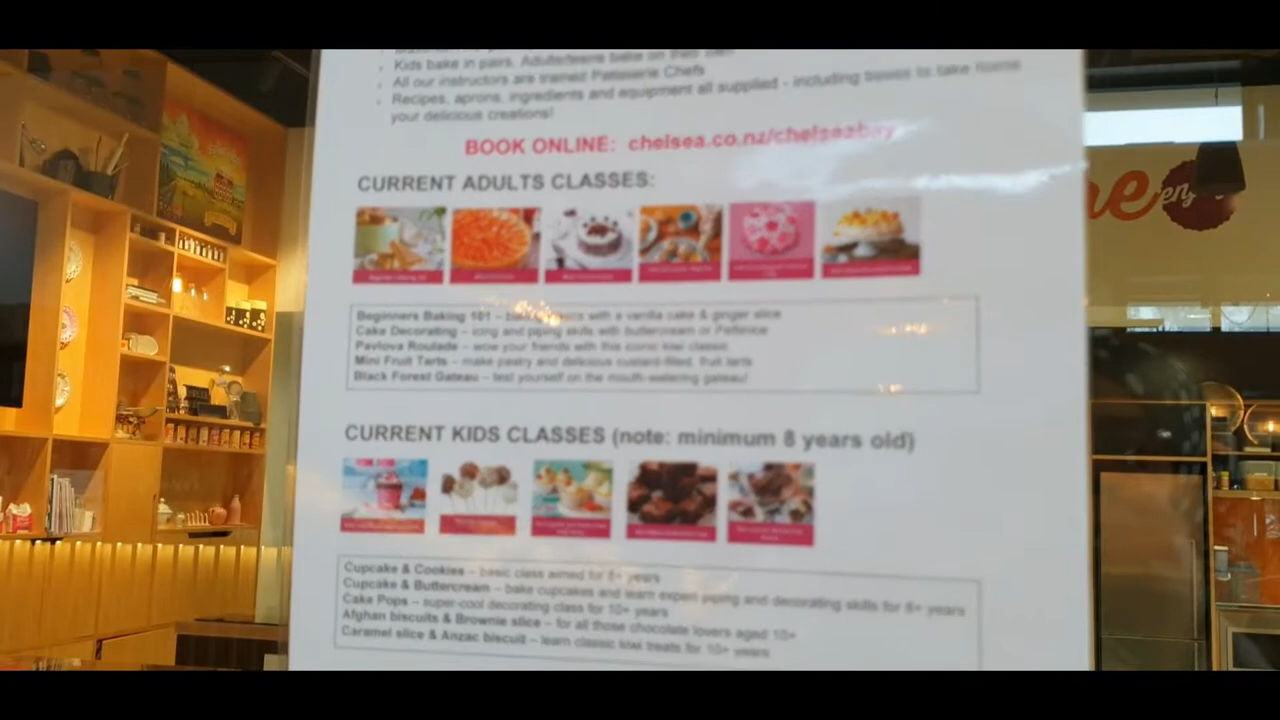 Kids bake in pairs. Adults/teens bake on their own
All our instructors are trained Patisserie Chefs
Recipes, aprons, ingredients and equipment all supplied - including boxes to take home
your delicious creations!
BOOK ONLINE: chelsea.co.nz/chelseabay
CURRENT ADULTS CLASSES:
Beginners Baking 101 – with a vanilla cake & ginger slice
Cake Decorating – icing and piping skills with buttercream or Pettinice
Pavlova Roulade – wow your friends with this iconic kiwi classic
Mini Fruit Tarts – make pastry and delicious custard-filled, fruit tarts
Black Forest Gateau – test yourself on the mouth-watering gateau!
CURRENT KIDS CLASSES (note: minimum 8 years old)
Cupcake & Cookies – basic class aimed for 8+ years
Cupcake & Buttercream – bake cupcakes and learn expert piping and decorating skills for 8+ years
Cake Pops – super-cool decorating class for 10+ years
Afghan biscuits & Brownie slice – for all those chocolate lovers aged 10+
Caramel slice & Anzac biscuit – learn classic kiwi treats for 10+ years